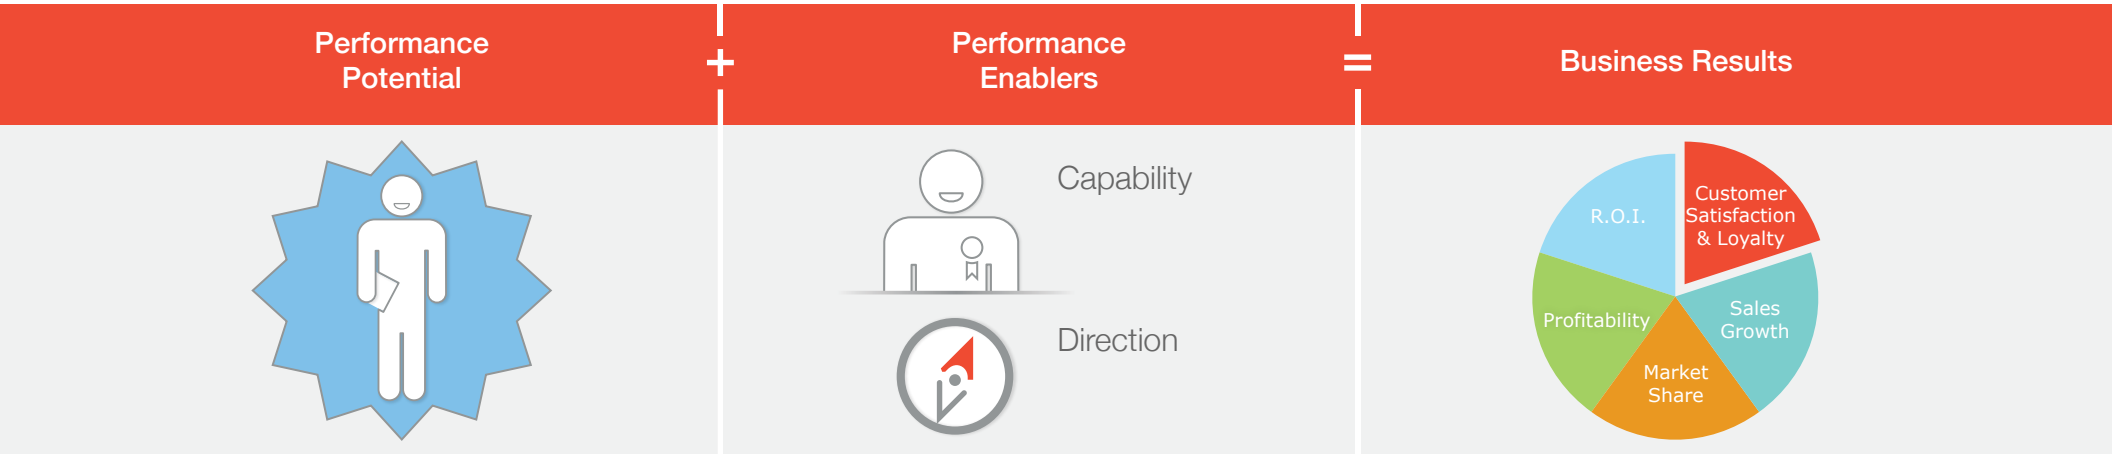 Performance
Potential
+
Performance
Enablers
=
Business Results
Capability
Direction
Customer
Satisfaction
& Loyalty
Sales
Growth
Market
Share
Profitability
R.O.I.